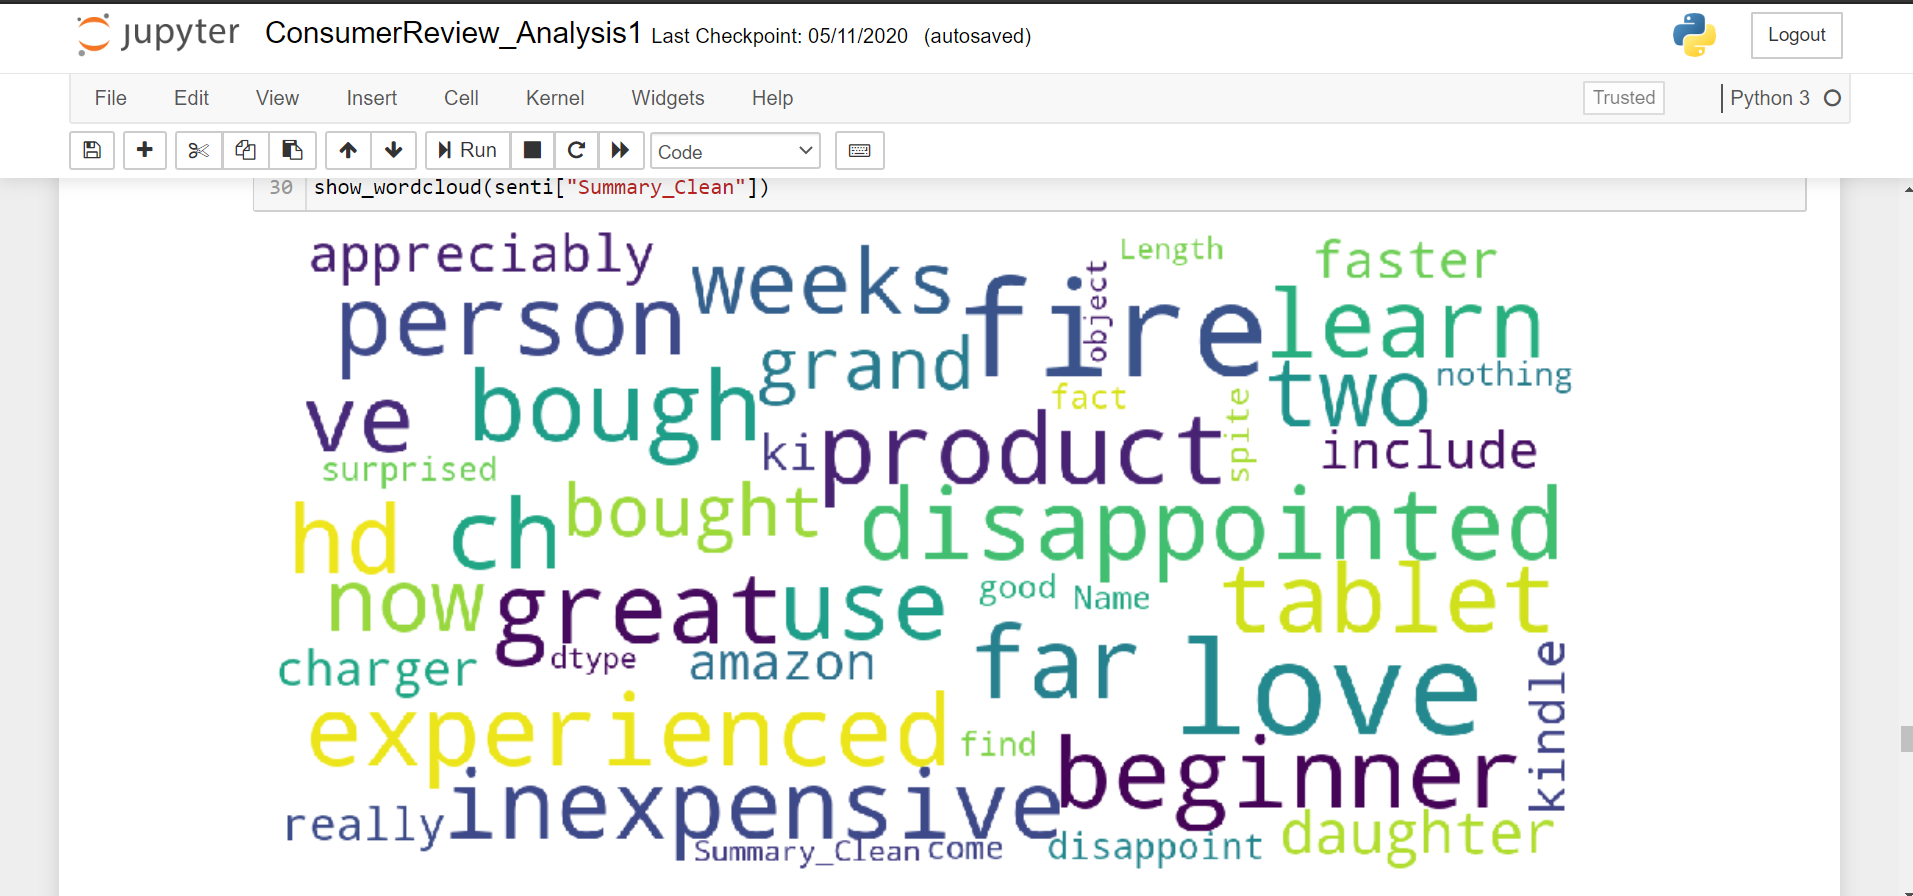 jupyter ConsumerReview_Analysis1 Last Checkpoint: 05/11/2020 (autosaved)
Logout
File Edit View Insert Cell Kernel Widgets Help
Trusted
Python 3
Run
Code
30 show_wordcloud(senti["Summary_Clean"])
appreciably
weeks
Length
faster
person
fire
object
learn
grand
two
nothing
ve
bough
fact
spite
ki
product
include
surprised
hd
ch
bought
disappointed
now
great
use
good
Name
tablet
charger
dtype
amazon
far
love
kindle
experienced
find
beginner
really
inexpensive
Summary_Clean
come
disappoint
daughter